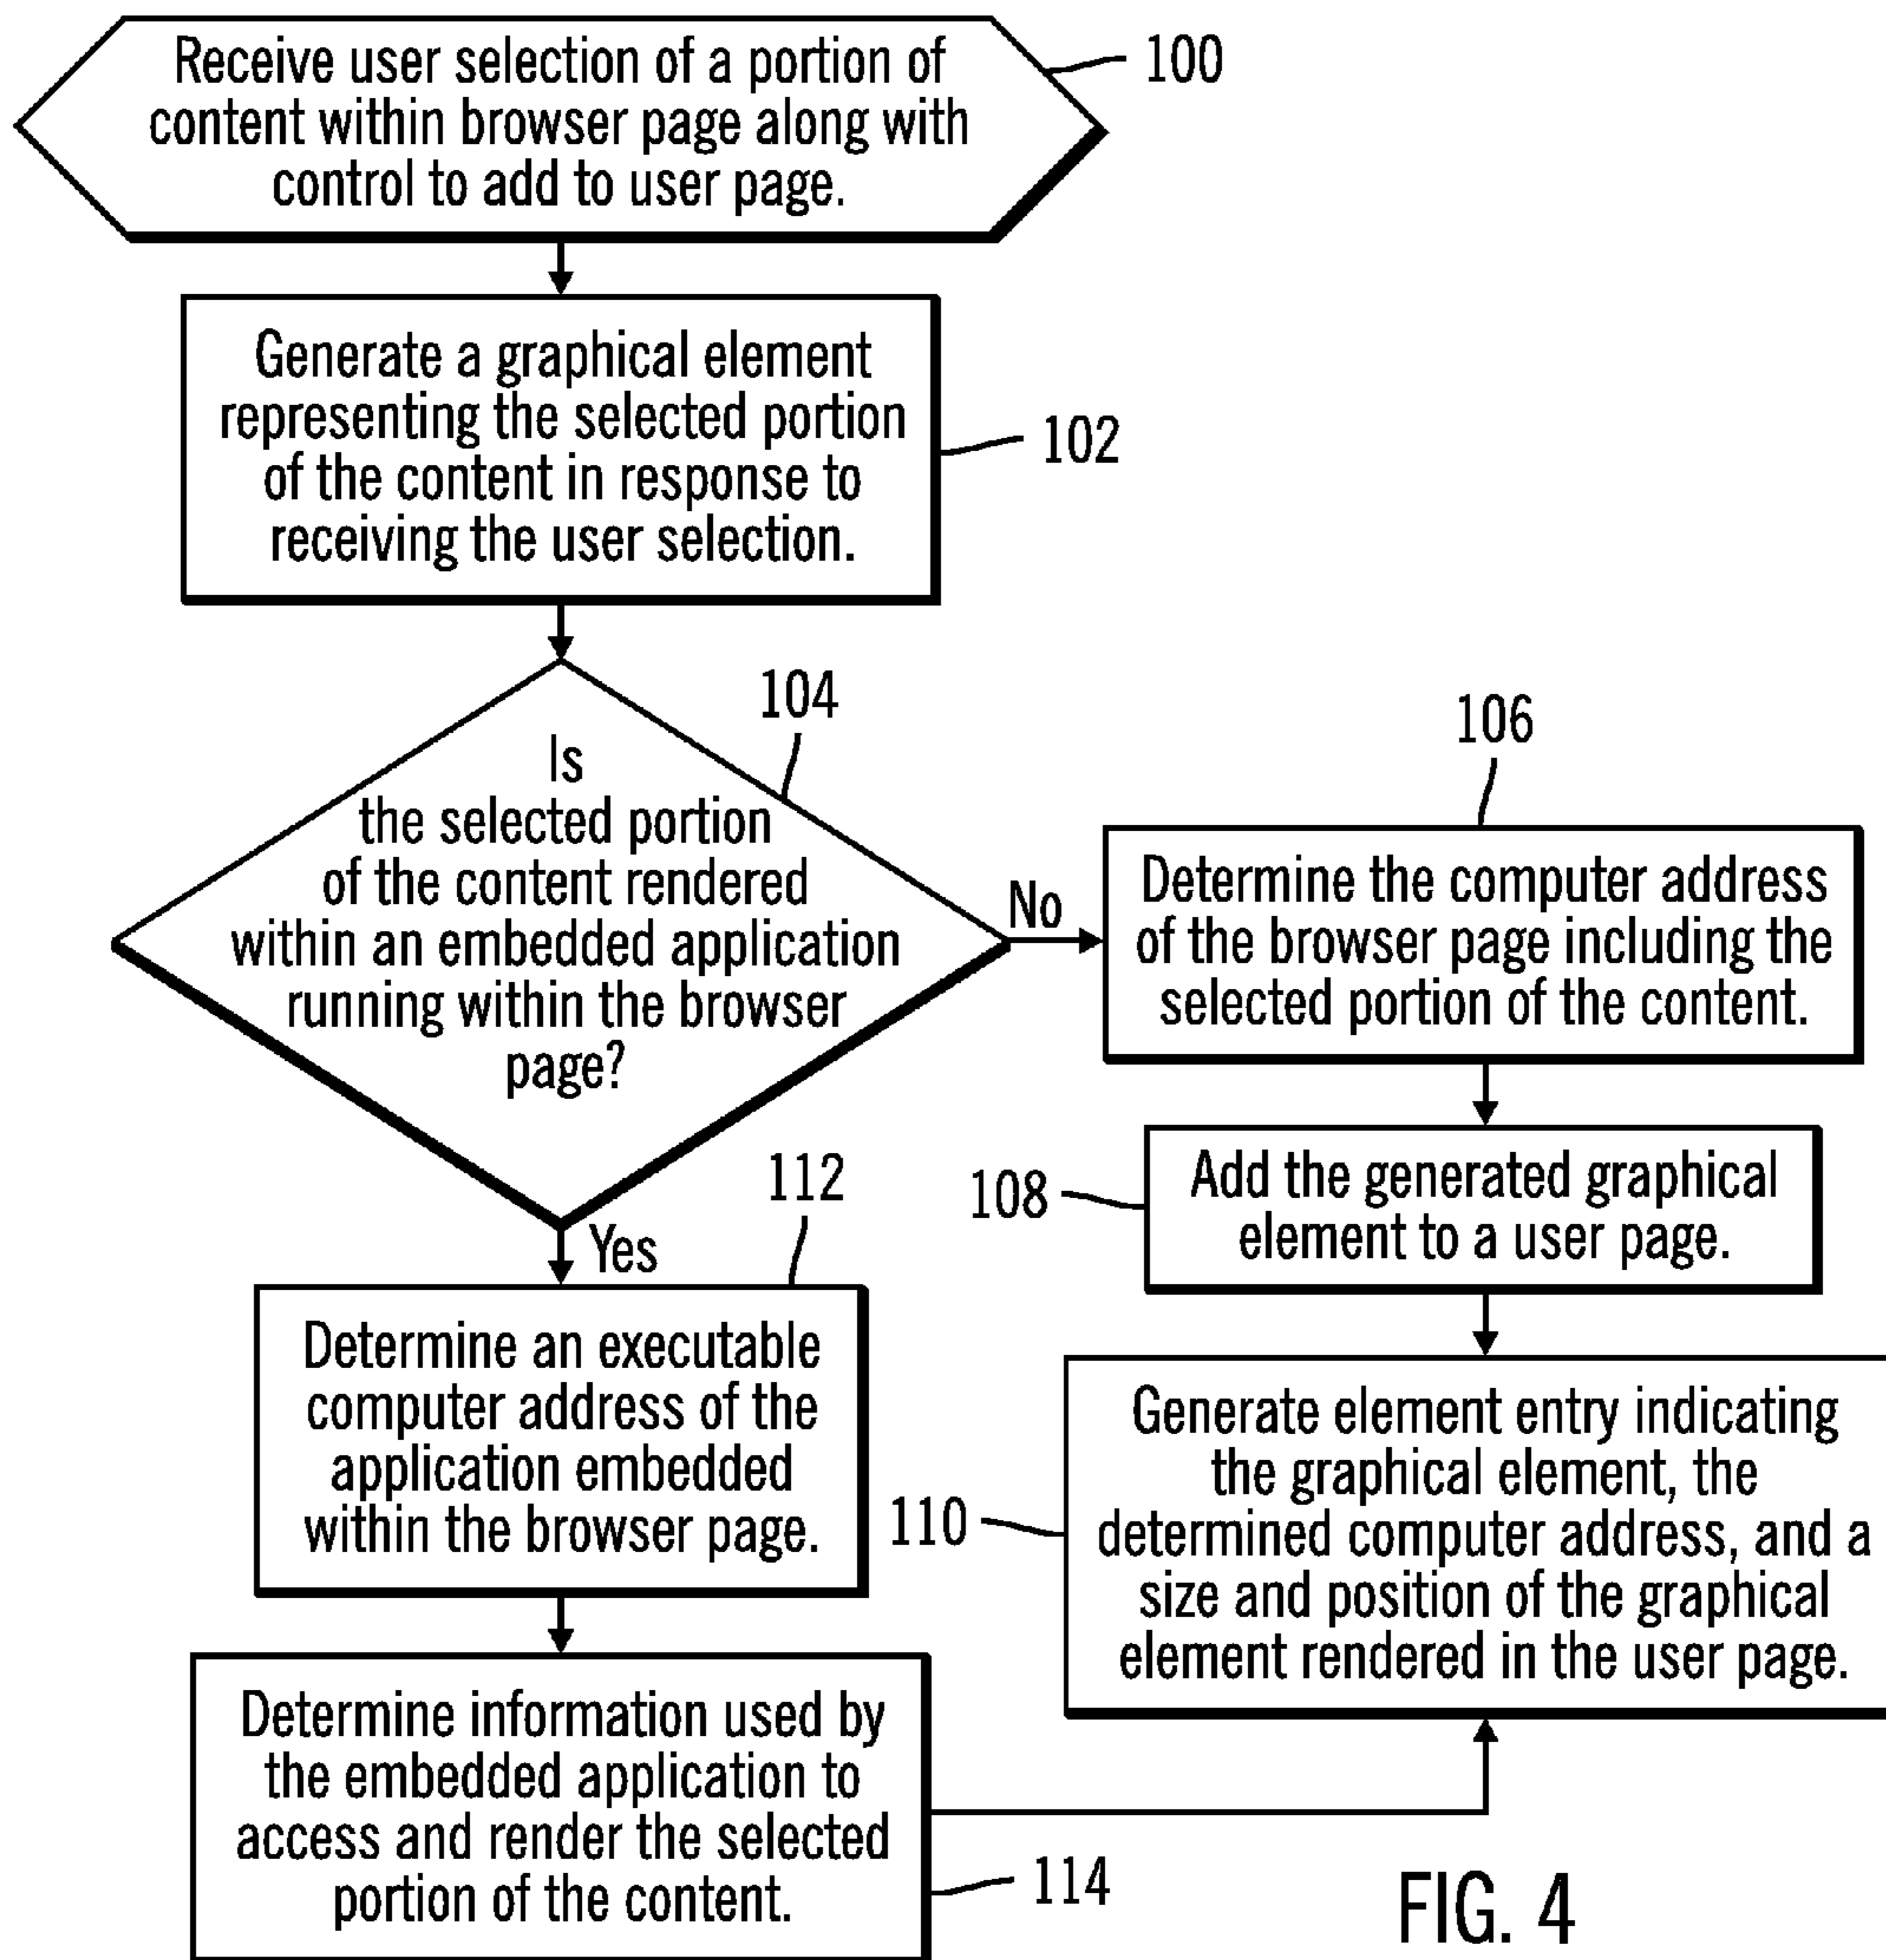 Receive user selection of a portion of
content within browser page along with
control to add to user page.
100
Generate a graphical element
representing the selected portion
of the content in response to
receiving the user selection.
102
104
Is
the selected portion
of the content rendered
within an embedded application
running within the browser
page?
No
Yes
106
Determine the computer address
of the browser page including the
selected portion of the content.
108
Add the generated graphical
element to a user page.
110
Generate element entry indicating
the graphical element, the
determined computer address, and a
size and position of the graphical
element rendered in the user page.
112
Determine an executable
computer address of the
application embedded
within the browser page.
Determine information used by
the embedded application to
access and render the selected
portion of the content.
114
FIG. 4